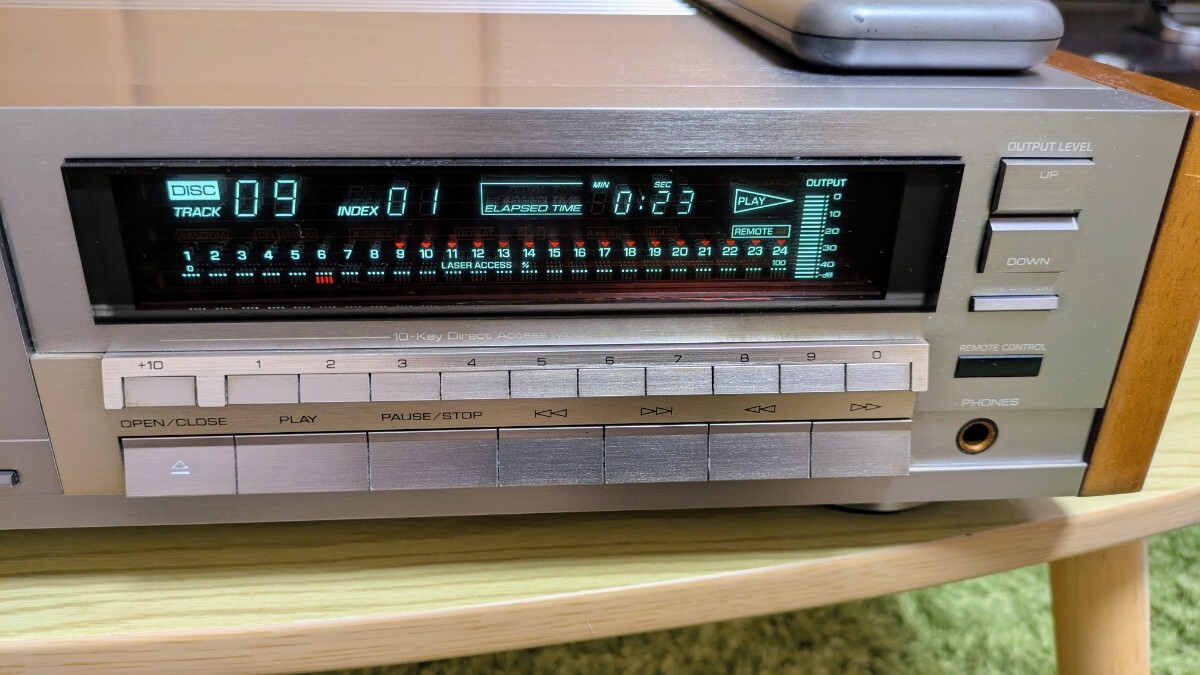 OUTPUT LEVEL
UP
DOWN
DISC
TRACK 09
INDEX 01
ELAPSED TIME
MIN SEC
0:23
PLAY
OUTPUT
0
10
20
30
40
-dB
REMOTE
1 2 3 4 5 6 7 8 9 10 11 12 13 14 15 16 17 18 19 20 21 22 23 24
0 LASER ACCESS % 100
10-Key Direct Access
+10 1 2 3 4 5 6 7 8 9 0
OPEN/CLOSE PLAY PAUSE/STOP
REMOTE CONTROL
PHONES